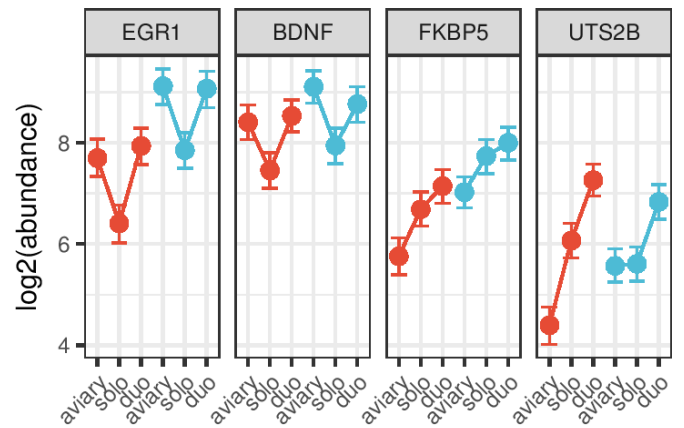 EGR1 BDNF FKBP5 UTS2B
log2(abundance)
8
6
4
aviary solo duo aviary solo duo aviary solo duo aviary solo duo aviary solo duo aviary solo duo aviary solo duo aviary solo duo